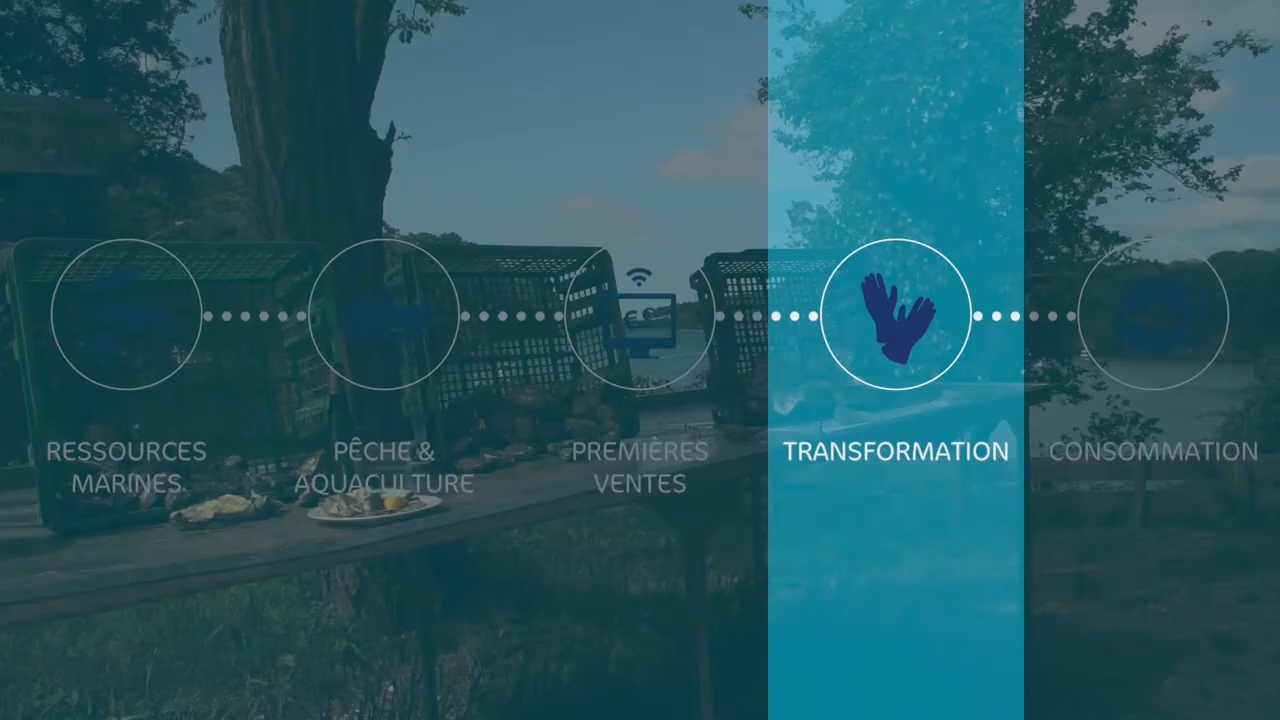 RESSOURCES
MARINES
PÊCHE &
AQUACULTURE
PREMIÈRES
VENTES
TRANSFORMATION
CONSOMMATION